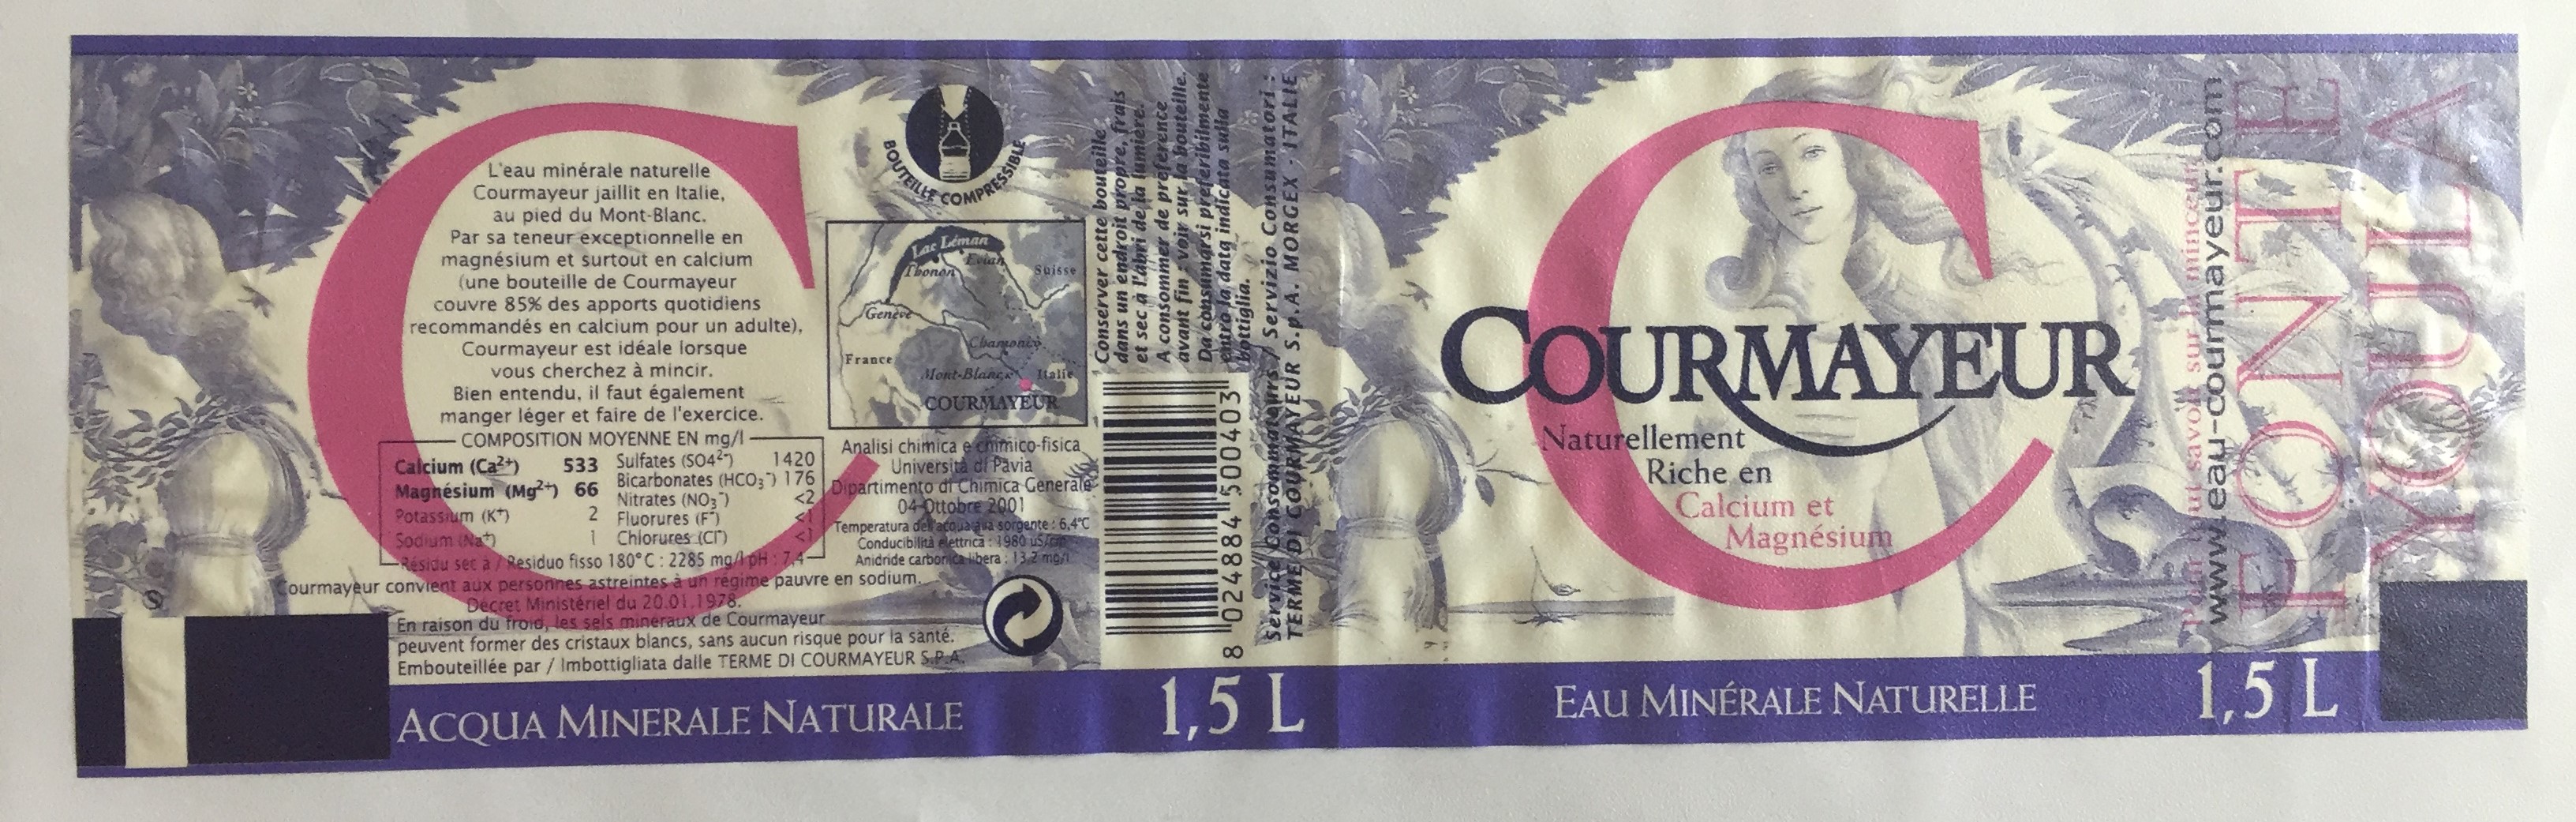 L'eau minérale naturelle
Courmayeur jaillit en Italie,
au pied du Mont-Blanc.
Par sa teneur exceptionnelle en
magnésium et surtout en calcium
(une bouteille de Courmayeur
couvre 85% des apports quotidiens
recommandés en calcium pour un adulte),
Courmayeur est idéale lorsque
vous cherchez à mincir.
Bien entendu, il faut également
manger léger et faire de l'exercice.
COMPOSITION MOYENNE EN mg/l
Calcium (Ca²⁺) 533
Magnésium (Mg²⁺) 66
Potassium (K⁺) 2
Sodium (Na⁺) 1
Sulfates (SO4²⁻) 1420
Bicarbonates (HCO₃⁻) 176
Nitrates (NO₃⁻) <2
Fluorures (F⁻) <1
Chlorures (Cl⁻) <1
Résidu sec à / Residuo fisso 180°C : 2285 mg/l pH : 7,4
Courmayeur convient aux personnes astreintes à un régime pauvre en sodium.
Décret Ministériel du 20.01.1978.
En raison du froid, les sels minéraux de Courmayeur
peuvent former des cristaux blancs, sans aucun risque pour la santé.
Embouteillée par / Imbottigliata dalle TERME DI COURMAYEUR S.P.A.
ACQUA MINERALE NATURALE
BOUTEILLE COMPRESSIBLE
Lac Léman
Thonon
Evian
Suisse
Genève
Chamonix
France
Mont-Blanc
Italie
COURMAYEUR
Analisi chimica e chimico-fisica
Università di Pavia
Dipartimento di Chimica Generale
04 Ottobre 2001
Temperatura dell'acqua alla sorgente : 6,4°C
Conducibilità elettrica : 1980 uS/cm
Anidride carbonica libera : 13,2 mg/l
Conserver cette bouteille
dans un endroit propre, frais
et sec à l'abri de la lumière.
A consommer de préférence
avant fin : voir sur la bouteille.
Da consumarsi preferibilmente
entro la data indicata sulla
bottiglia.
Service Consommateurs / Servizio Consumatori :
TERME DI COURMAYEUR S.p.A. MORGEX - ITALIE
8 024884 500403
1,5 L
COURMAYEUR
Naturellement
Riche en
Calcium et
Magnésium
EAU MINÉRALE NATURELLE
1,5 L
Pour tout savoir sur la minceur :
www.eau-courmayeur.com
FONTE
YOULA